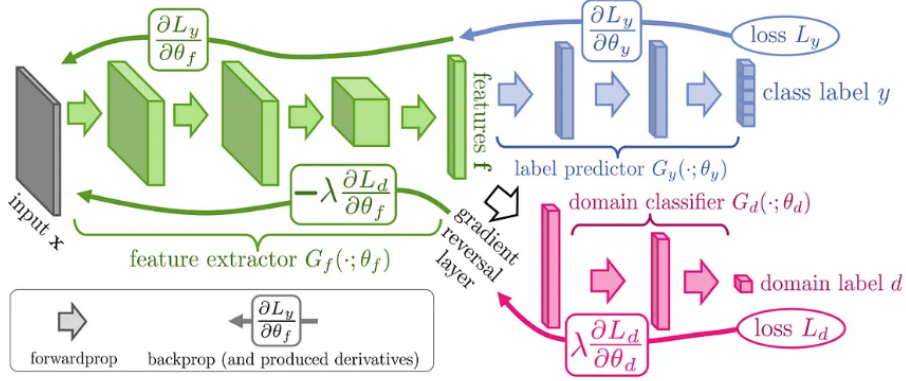 ∂L_y/∂θ_f
∂L_y/∂θ_y
loss L_y
input x
features f
class label y
label predictor G_y(·;θ_y)
−λ ∂L_d/∂θ_f
feature extractor G_f(·;θ_f)
gradient
reversal
layer
domain classifier G_d(·;θ_d)
domain label d
loss L_d
λ ∂L_d/∂θ_d
forwardprop
∂L_y/∂θ_f
backprop (and produced derivatives)